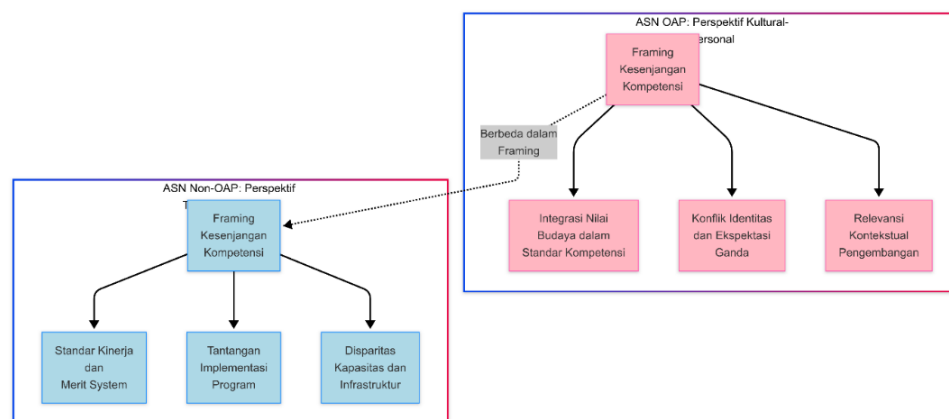 ASN OAP: Perspektif Kultural-
ersonal
Framing
Kesenjangan
Kompetensi
Berbeda dalam
Framing
Integrasi Nilai
Budaya dalam
Standar Kompetensi
Konflik Identitas
dan Ekspektasi
Ganda
Relevansi
Kontekstual
Pengembangan
ASN Non-OAP: Perspektif
T
Framing
Kesenjangan
Kompetensi
Standar Kinerja
dan
Merit System
Tantangan
Implementasi
Program
Disparitas
Kapasitas dan
Infrastruktur